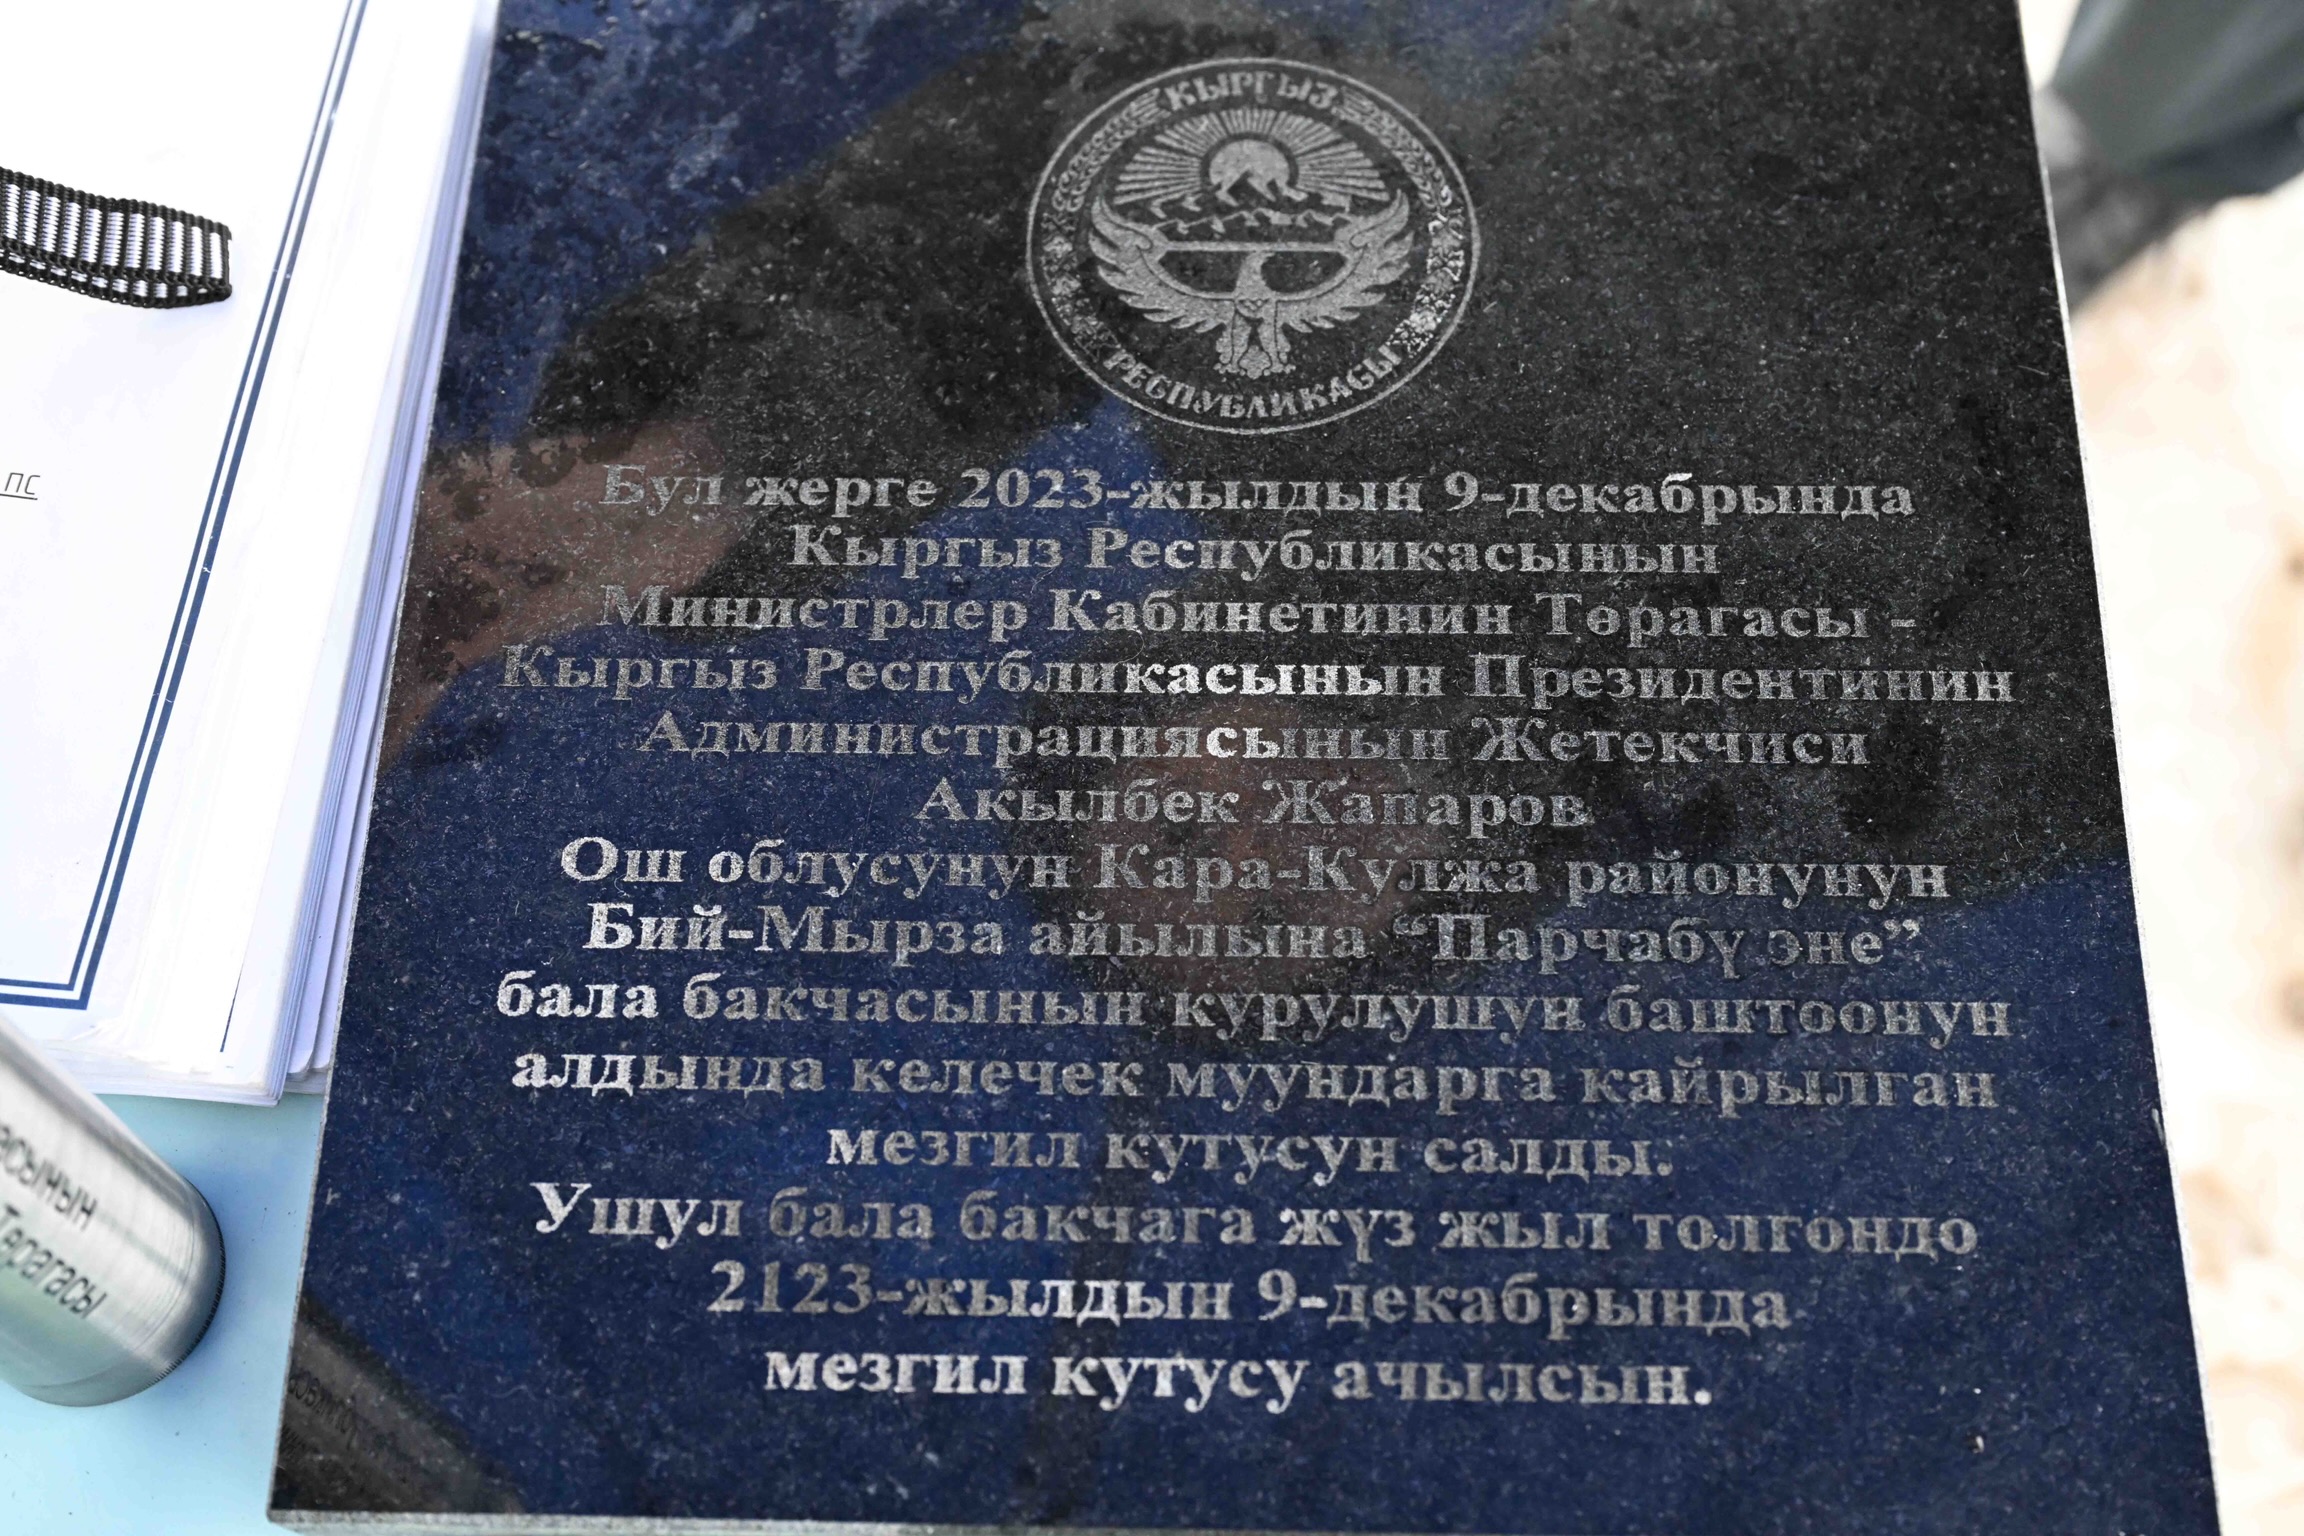 КЫРГЫЗ
РЕСПУБЛИКАСЫ
Бул жерге 2023-жылдын 9-декабрында
Кыргыз Республикасынын
Министрлер Кабинетинин Төрагасы -
Кыргыз Республикасынын Президентинин
Администрациясынын Жетекчиси
Акылбек Жапаров
Ош облусунун Кара-Кулжа районунун
Бий-Мырза айылына “Парчабү эне”
бала бакчасынын курулушун баштоонун
алдында келечек муундарга кайрылган
мезгил кутусун салды.
Ушул бала бакчага жүз жыл толгондо
2123-жылдын 9-декабрында
мезгил кутусу ачылсын.
ПС
Төрагасы